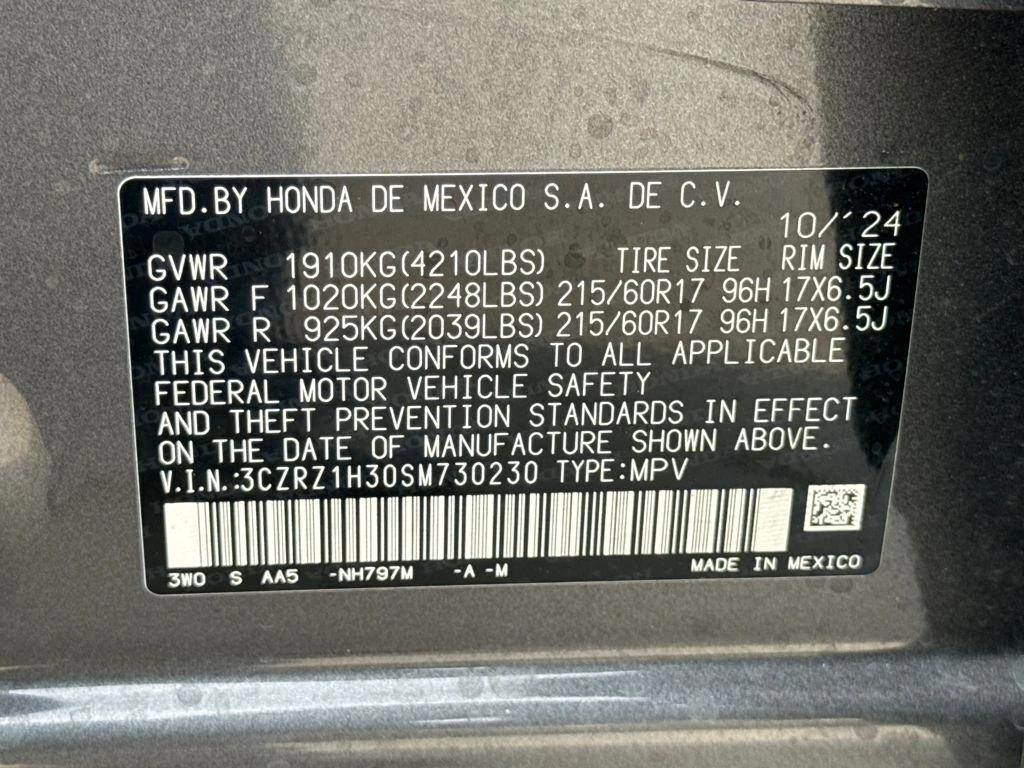 MFD.BY HONDA DE MEXICO S.A. DE C.V.
10/'24
GVWR 1910KG(4210LBS) TIRE SIZE RIM SIZE
GAWR F 1020KG(2248LBS) 215/60R17 96H 17X6.5J
GAWR R 925KG(2039LBS) 215/60R17 96H 17X6.5J
THIS VEHICLE CONFORMS TO ALL APPLICABLE
FEDERAL MOTOR VEHICLE SAFETY
AND THEFT PREVENTION STANDARDS IN EFFECT
ON THE DATE OF MANUFACTURE SHOWN ABOVE.
V.I.N.:3CZRZ1H30SM730230 TYPE:MPV
3W0 S AA5 -NH797M -A -M MADE IN MEXICO